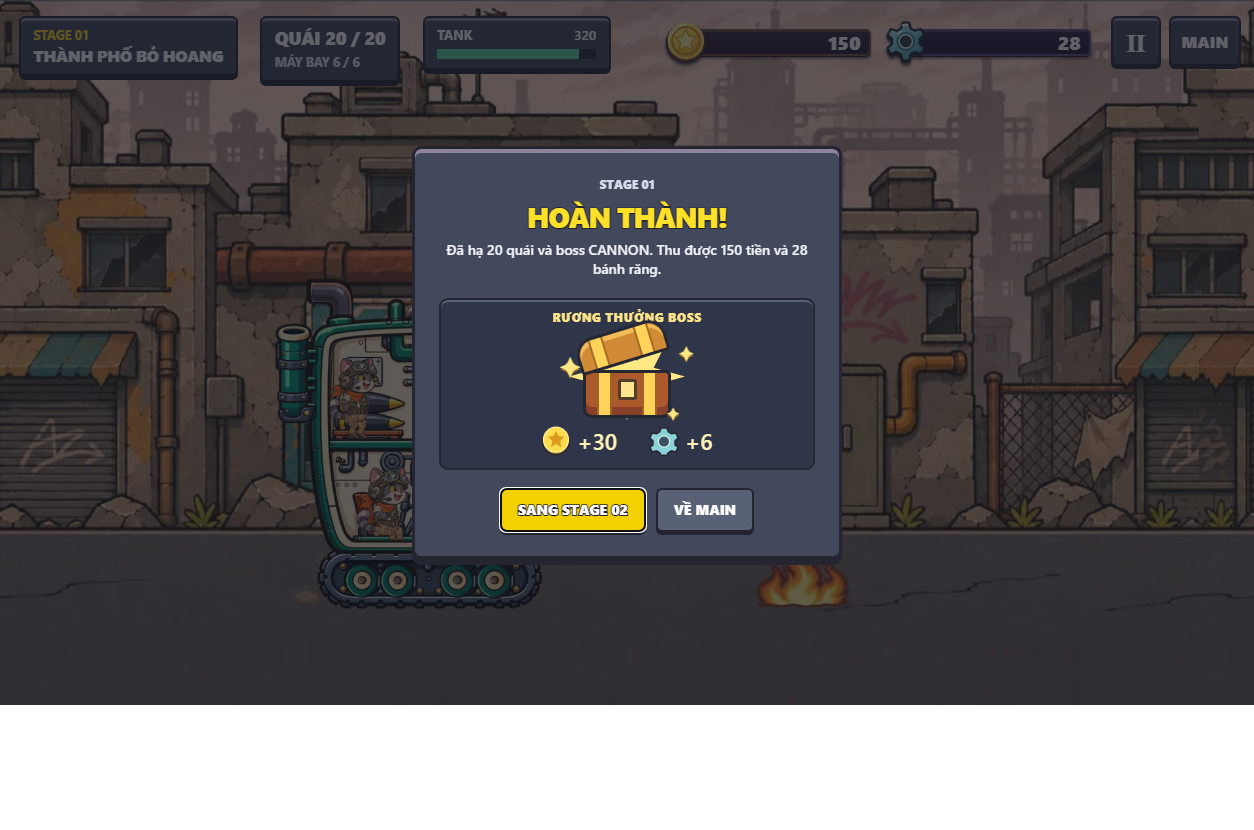 STAGE 01
THÀNH PHỐ BỎ HOANG
QUÁI 20 / 20
MÁY BAY 6 / 6
TANK 320
150
28
II
MAIN
STAGE 01
HOÀN THÀNH!
Đã hạ 20 quái và boss CANNON. Thu được 150 tiền và 28
bánh răng.
RƯƠNG THƯỞNG BOSS
+30 +6
SANG STAGE 02
VỀ MAIN